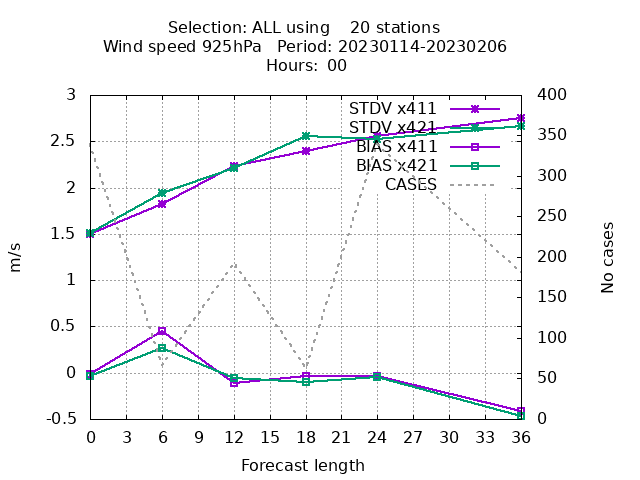 Selection: ALL using    20 stations
Wind speed 925hPa   Period: 20230114-20230206
Hours: 00
STDV x411
STDV x421
BIAS x411
BIAS x421
CASES
3
2.5
2
1.5
1
0.5
0
-0.5
400
350
300
250
200
150
100
50
0
m/s
No cases
0 3 6 9 12 15 18 21 24 27 30 33 36
Forecast length